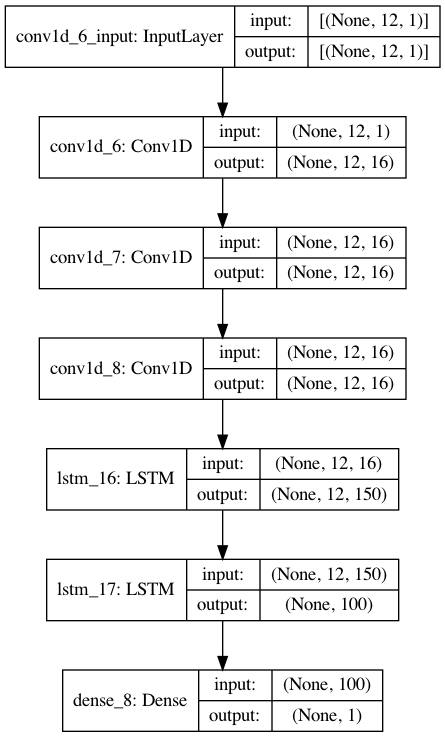 conv1d_6_input: InputLayer
input: [(None, 12, 1)]
output: [(None, 12, 1)]
conv1d_6: Conv1D
input: (None, 12, 1)
output: (None, 12, 16)
conv1d_7: Conv1D
input: (None, 12, 16)
output: (None, 12, 16)
conv1d_8: Conv1D
input: (None, 12, 16)
output: (None, 12, 16)
lstm_16: LSTM
input: (None, 12, 16)
output: (None, 12, 150)
lstm_17: LSTM
input: (None, 12, 150)
output: (None, 100)
dense_8: Dense
input: (None, 100)
output: (None, 1)